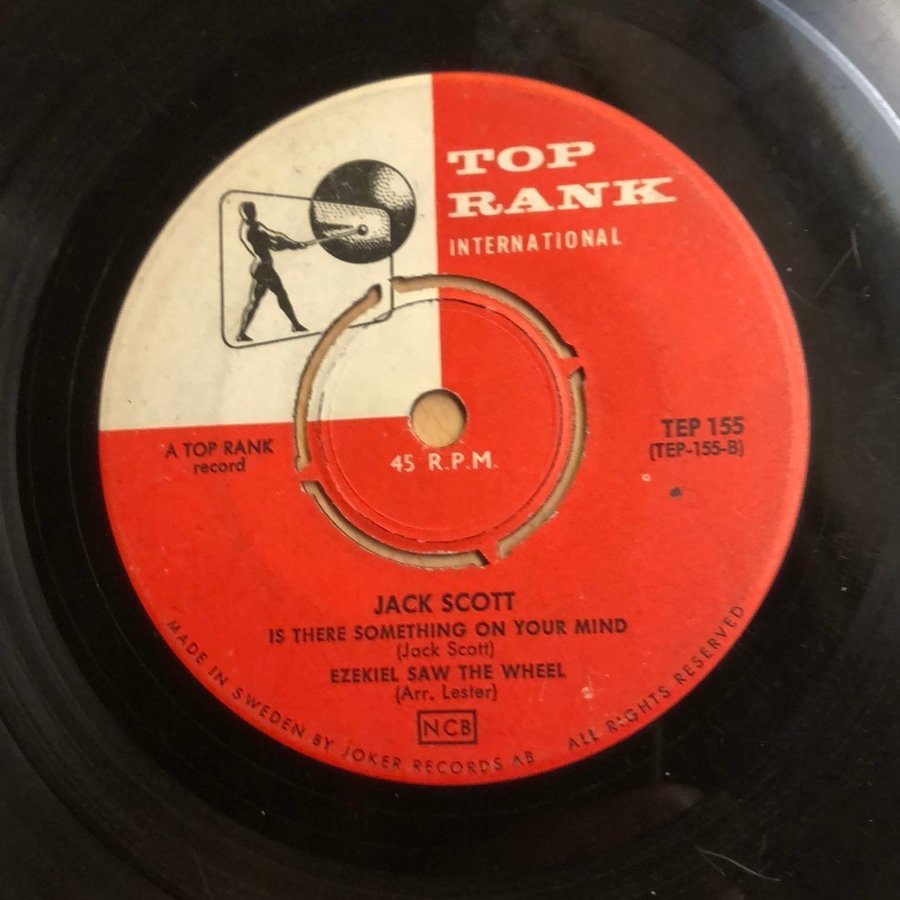 TOP
RANK
INTERNATIONAL
A TOP RANK
record
45 R.P.M.
TEP 155
(TEP-155-B)
JACK SCOTT
IS THERE SOMETHING ON YOUR MIND
(Jack Scott)
EZEKIEL SAW THE WHEEL
(Arr. Lester)
NCB
MADE IN SWEDEN BY JOKER RECORDS AB ALL RIGHTS RESERVED